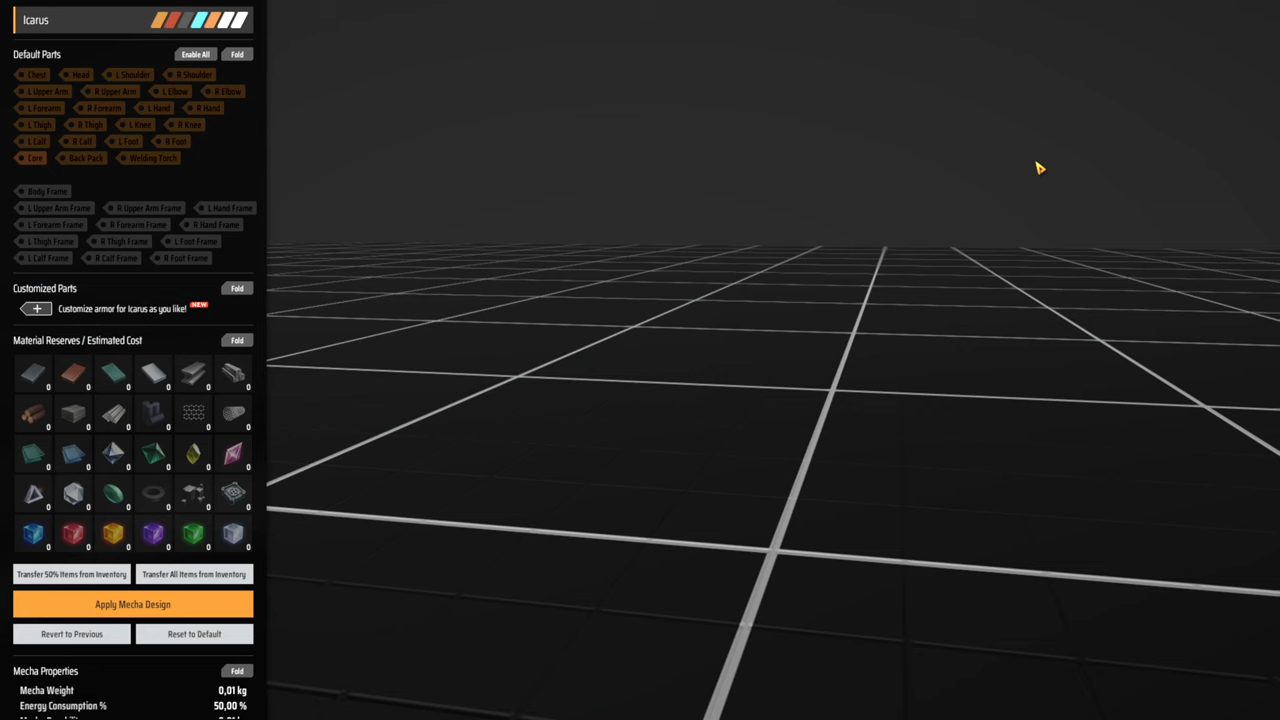 Icarus
Default Parts Enable All Fold
Chest Head L Shoulder R Shoulder
L Upper Arm R Upper Arm L Elbow R Elbow
L Forearm R Forearm L Hand R Hand
L Thigh R Thigh L Knee R Knee
L Calf R Calf L Foot R Foot
Core Back Pack Welding Torch
Body Frame
L Upper Arm Frame R Upper Arm Frame L Hand Frame
L Forearm Frame R Forearm Frame R Hand Frame
L Thigh Frame R Thigh Frame L Foot Frame
L Calf Frame R Calf Frame R Foot Frame
Customized Parts Fold
Customize armor for Icarus as you like! NEW
Material Reserves / Estimated Cost Fold
0 0 0 0 0 0
0 0 0 0 0 0
0 0 0 0 0 0
0 0 0 0 0 0
0 0 0 0 0 0
Transfer 50% Items from Inventory Transfer All Items from Inventory
Apply Mecha Design
Revert to Previous Reset to Default
Mecha Properties Fold
Mecha Weight 0,01 kg
Energy Consumption % 50,00 %